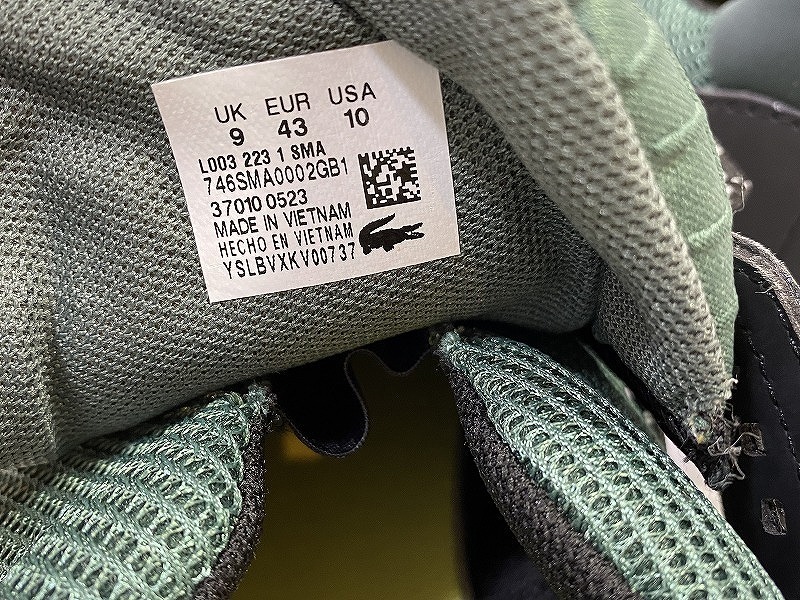 UK EUR USA
9 43 10
L003 223 1 SMA
746SMA0002GB1
37010 0523
MADE IN VIETNAM
HECHO EN VIETNAM
YSLBVXKV00737